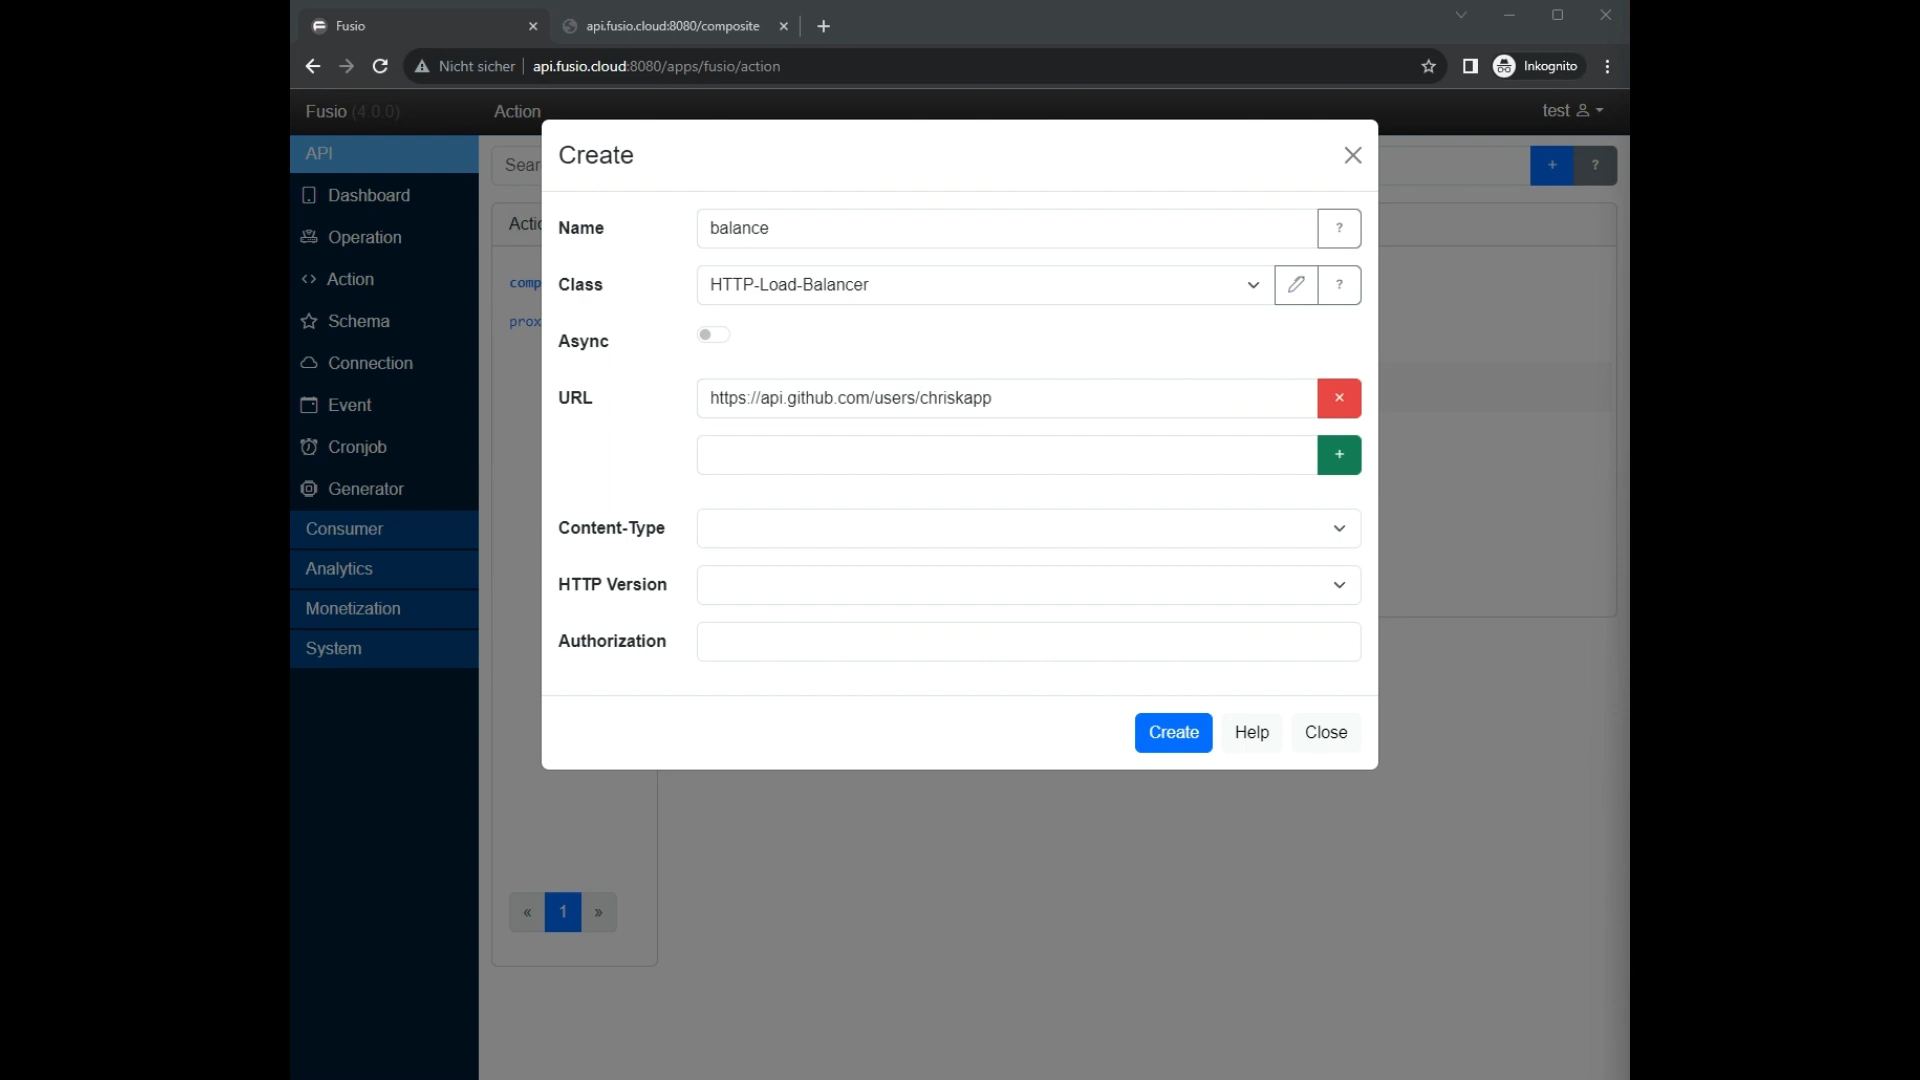 Fusio
api.fusio.cloud:8080/composite
Nicht sicher
api.fusio.cloud:8080/apps/fusio/action
Inkognito
Fusio (4.0.0)
Action
test
API
Dashboard
Operation
Action
Schema
Connection
Event
Cronjob
Generator
Consumer
Analytics
Monetization
System
Sear
+
?
Actio
comp
prox
« 1 »
Create
Name
balance
?
Class
HTTP-Load-Balancer
?
Async
URL
https://api.github.com/users/chriskapp
×
+
Content-Type
HTTP Version
Authorization
Create
Help
Close